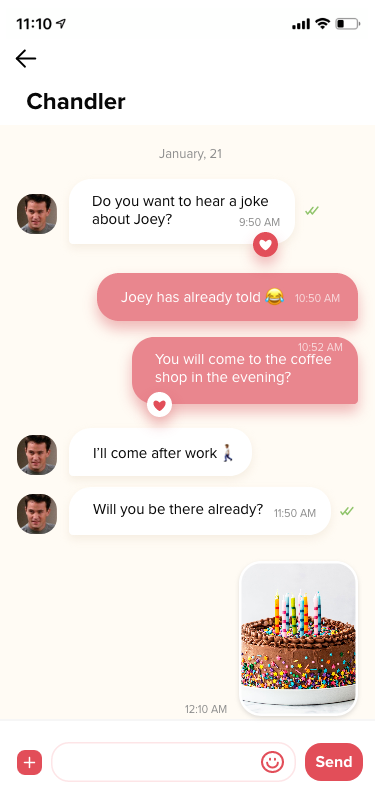 11:10
Chandler
January, 21
Do you want to hear a joke
about Joey?
9:50 AM
Joey has already told 😂 10:50 AM
10:52 AM
You will come to the coffee
shop in the evening?
I'll come after work 🚶
Will you be there already? 11:50 AM
12:10 AM
Send